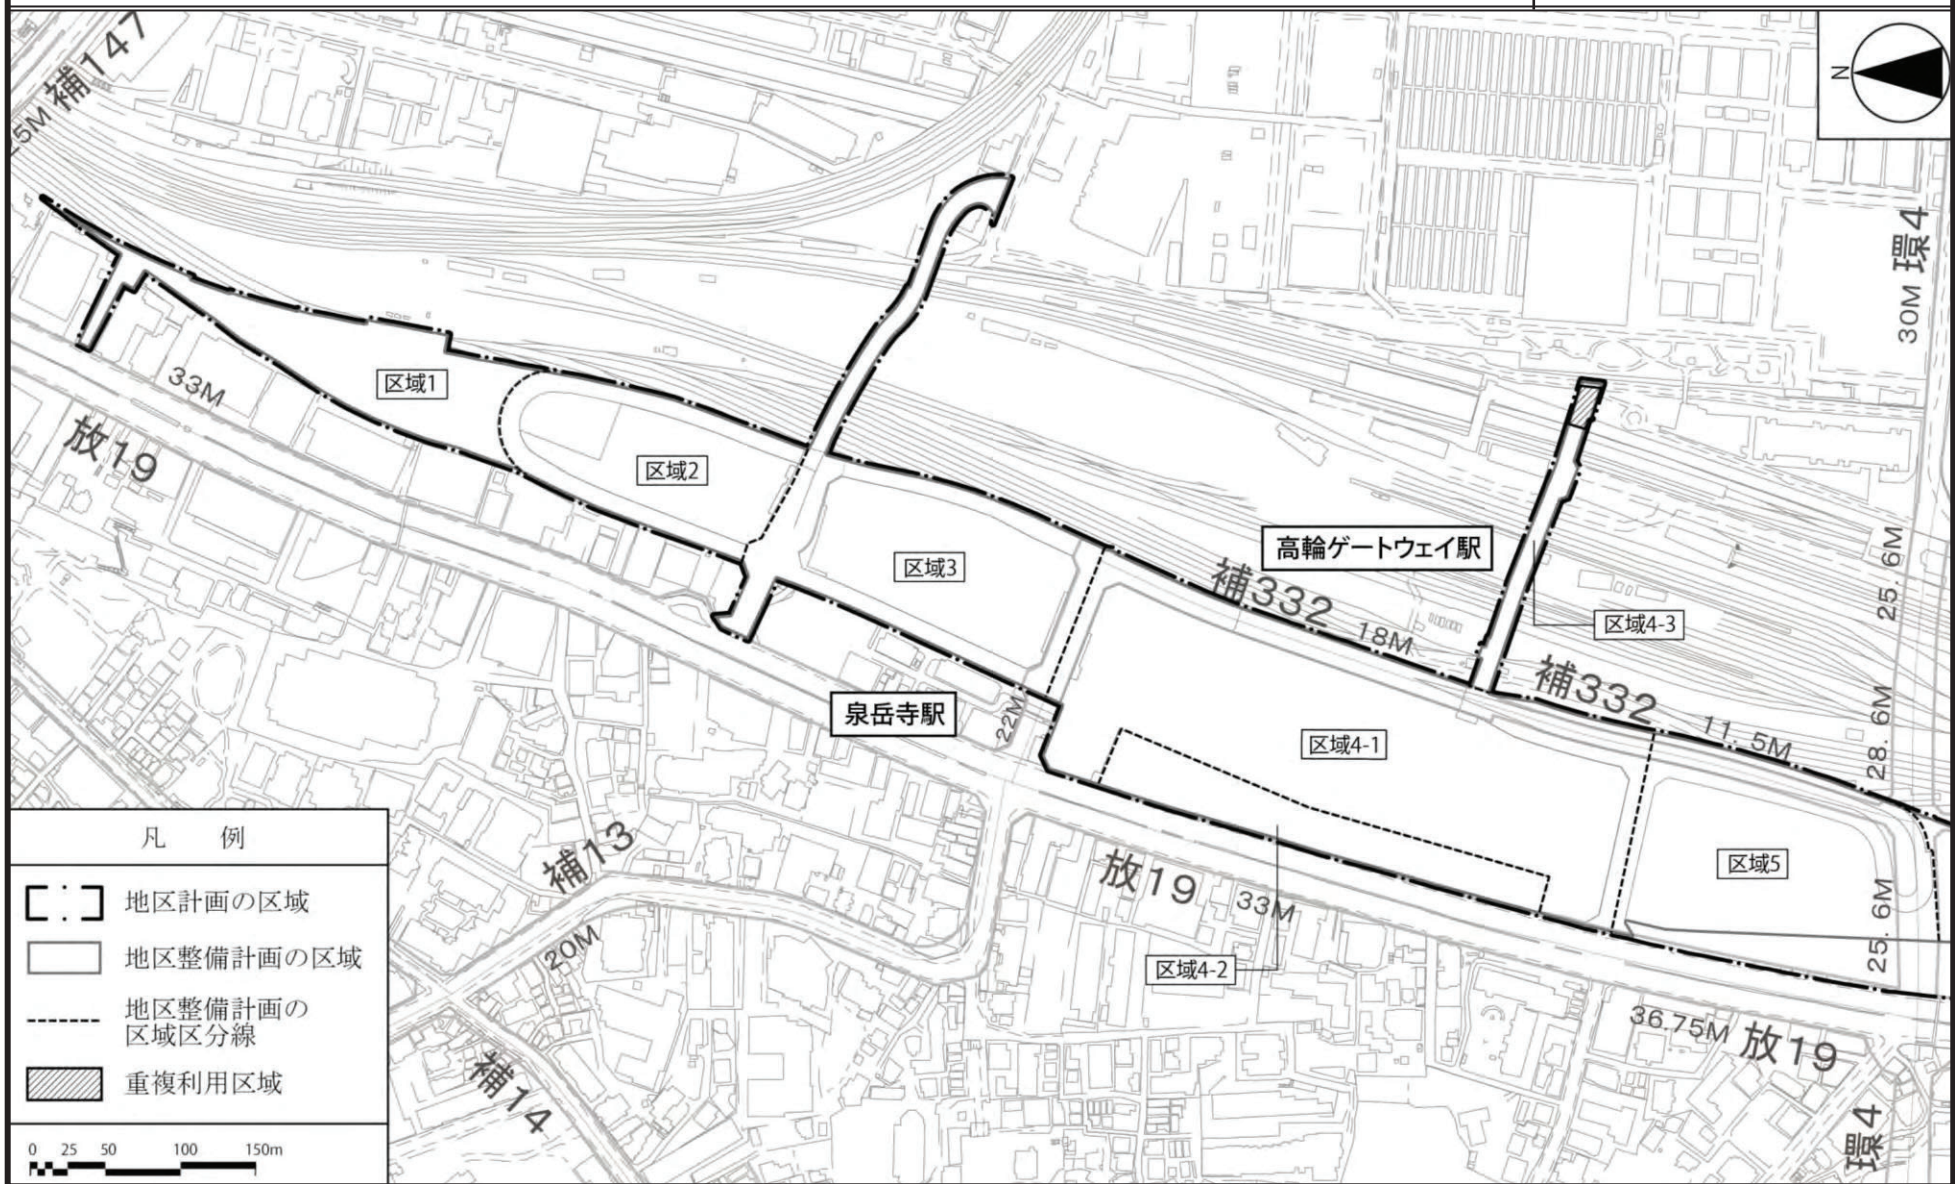 補147
N
5M
環4
30M
区域1
33M
放19
区域2
区域3
高輪ゲートウェイ駅
補332
18M
区域4-3
25.6M
補332
11.5M
28.6M
泉岳寺駅
22M
区域4-1
区域5
25.6M
放19
33M
区域4-2
36.75M
放19
環4
補13
20M
補14
凡 例
地区計画の区域
地区整備計画の区域
地区整備計画の
区域区分線
重複利用区域
0 25 50 100 150m